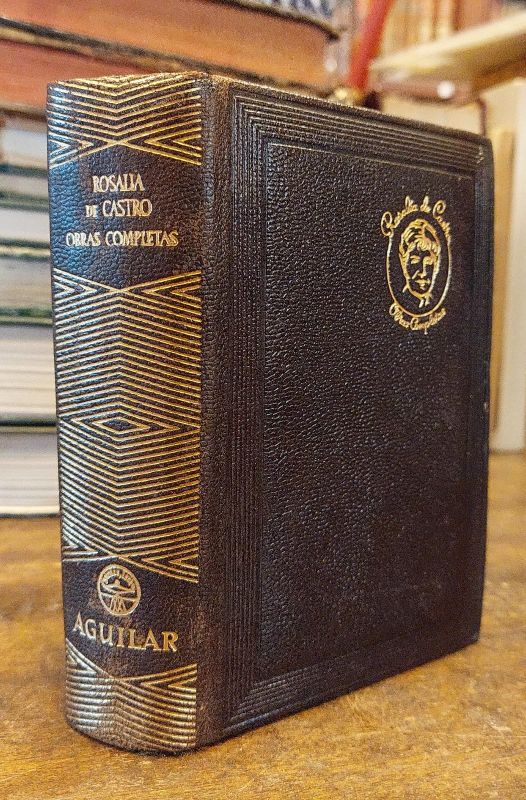 ROSALIA
DE CASTRO
OBRAS COMPLETAS
AGUILAR
Rosalía de Castro
Obras Completas